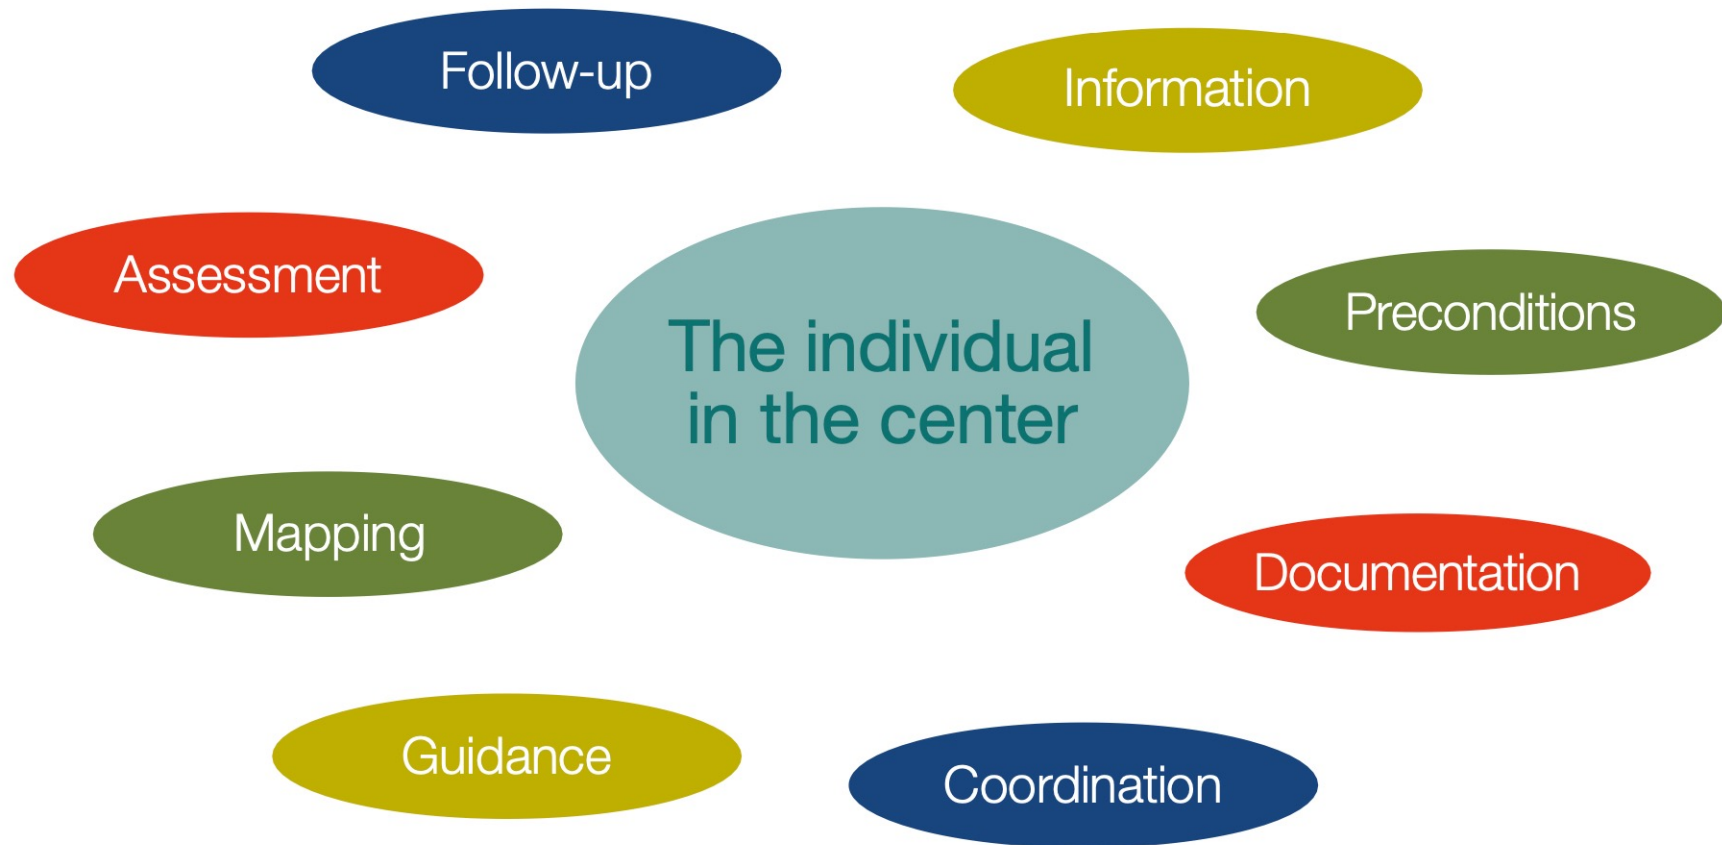 Follow-up
Information
Assessment
Preconditions
The individual
in the center
Mapping
Documentation
Guidance
Coordination